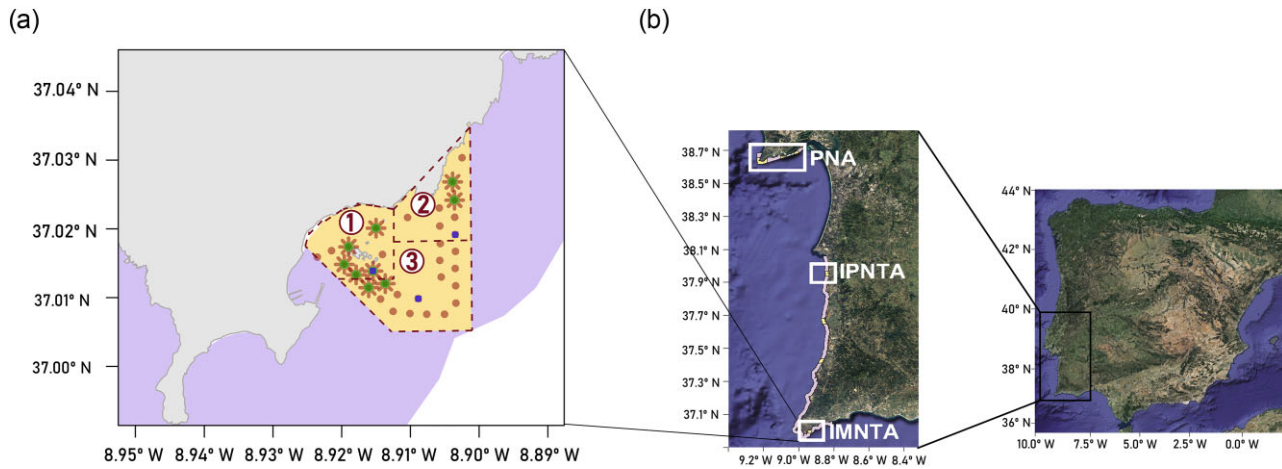 (a)
(b)
37.04° N
37.03° N
37.02° N
37.01° N
37.00° N
1
2
3
8.95° W 8.94° W 8.93° W 8.92° W 8.91° W 8.90° W 8.89° W
38.7° N
38.5° N
38.3° N
38.1° N
37.9° N
37.7° N
37.5° N
37.3° N
37.1° N
PNA
IPNTA
IMNTA
9.2° W 9.0° W 8.8° W 8.6° W 8.4° W
44° N
42° N
40° N
38° N
36° N
10.0° W 7.5° W 5.0° W 2.5° W 0.0° W